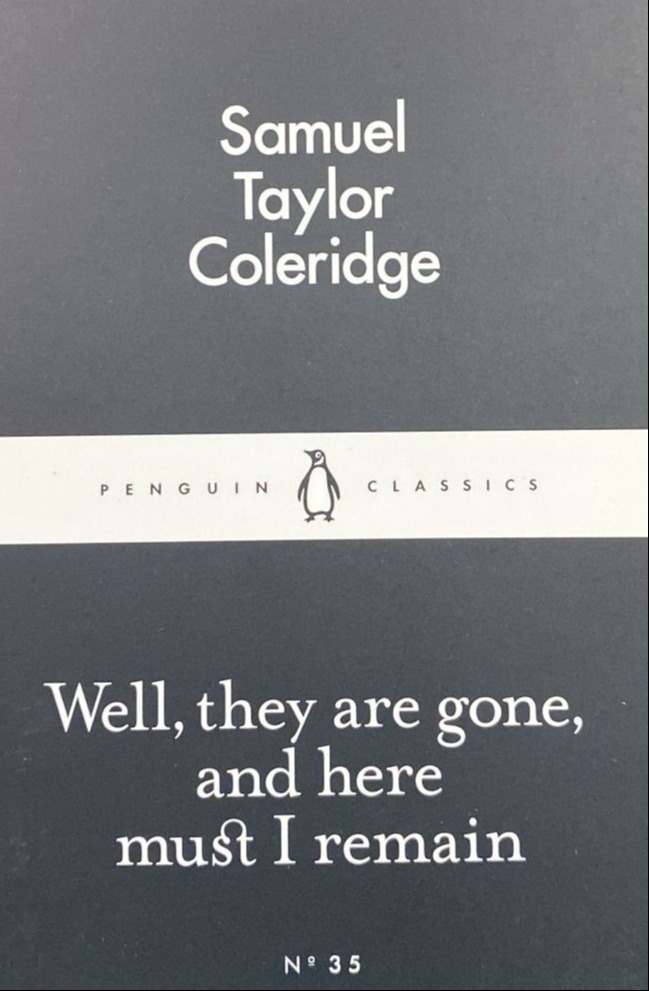 Samuel
Taylor
Coleridge
PENGUIN CLASSICS
Well, they are gone,
and here
must I remain
Nº 35